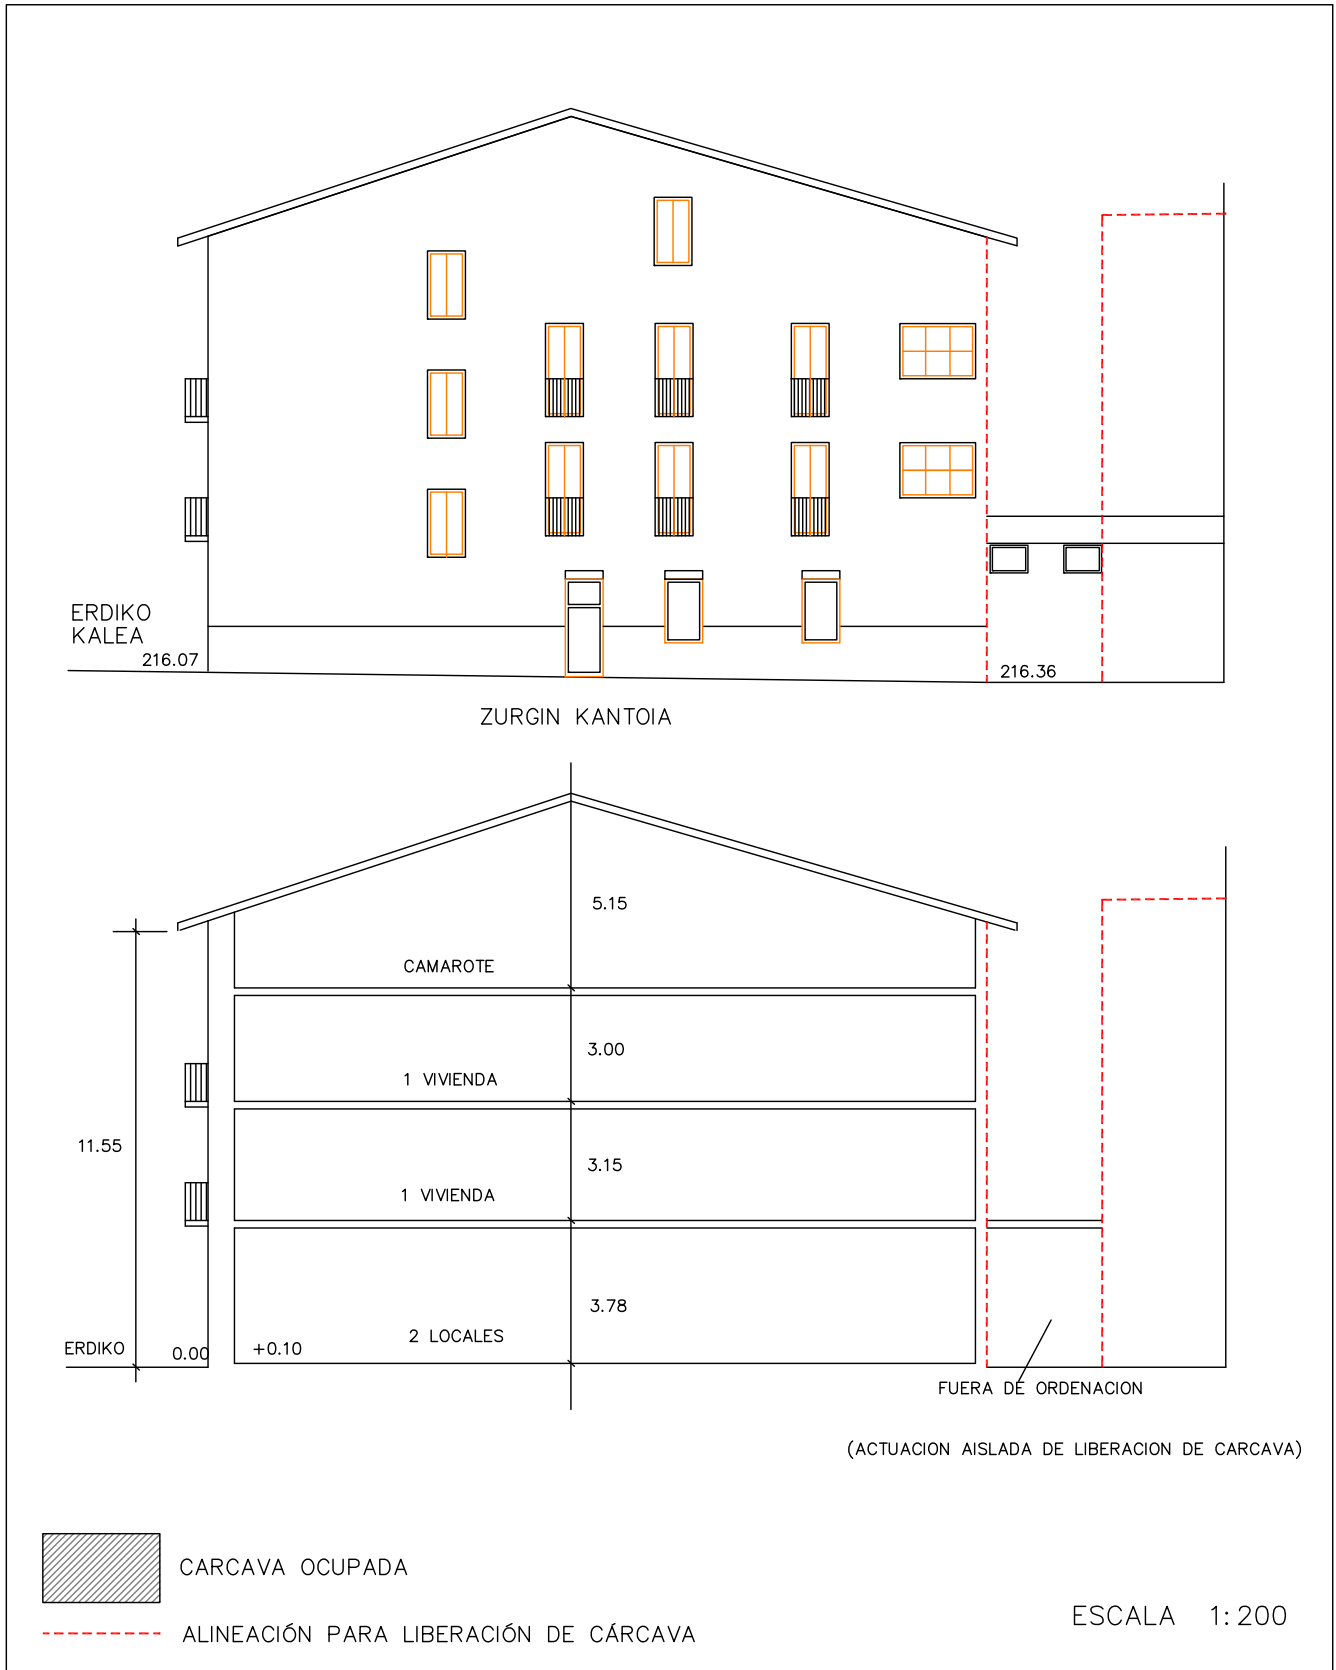 ERDIKO
KALEA
216.07
216.36
ZURGIN KANTOIA
5.15
CAMAROTE
3.00
1 VIVIENDA
11.55
3.15
1 VIVIENDA
3.78
2 LOCALES
ERDIKO
0.00
+0.10
FUERA DE ORDENACION
(ACTUACION AISLADA DE LIBERACION DE CARCAVA)
CARCAVA OCUPADA
ESCALA 1:200
ALINEACIÓN PARA LIBERACIÓN DE CÁRCAVA